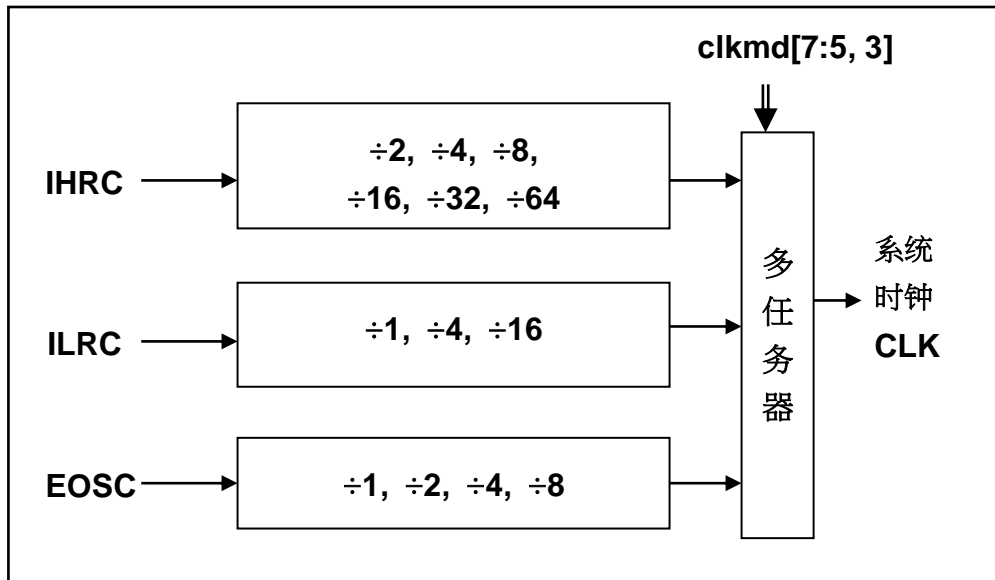 clkmd[7:5, 3]
IHRC
÷2, ÷4, ÷8,
÷16, ÷32, ÷64
ILRC
÷1, ÷4, ÷16
EOSC
÷1, ÷2, ÷4, ÷8
多
任
务
器
系统
时钟
CLK